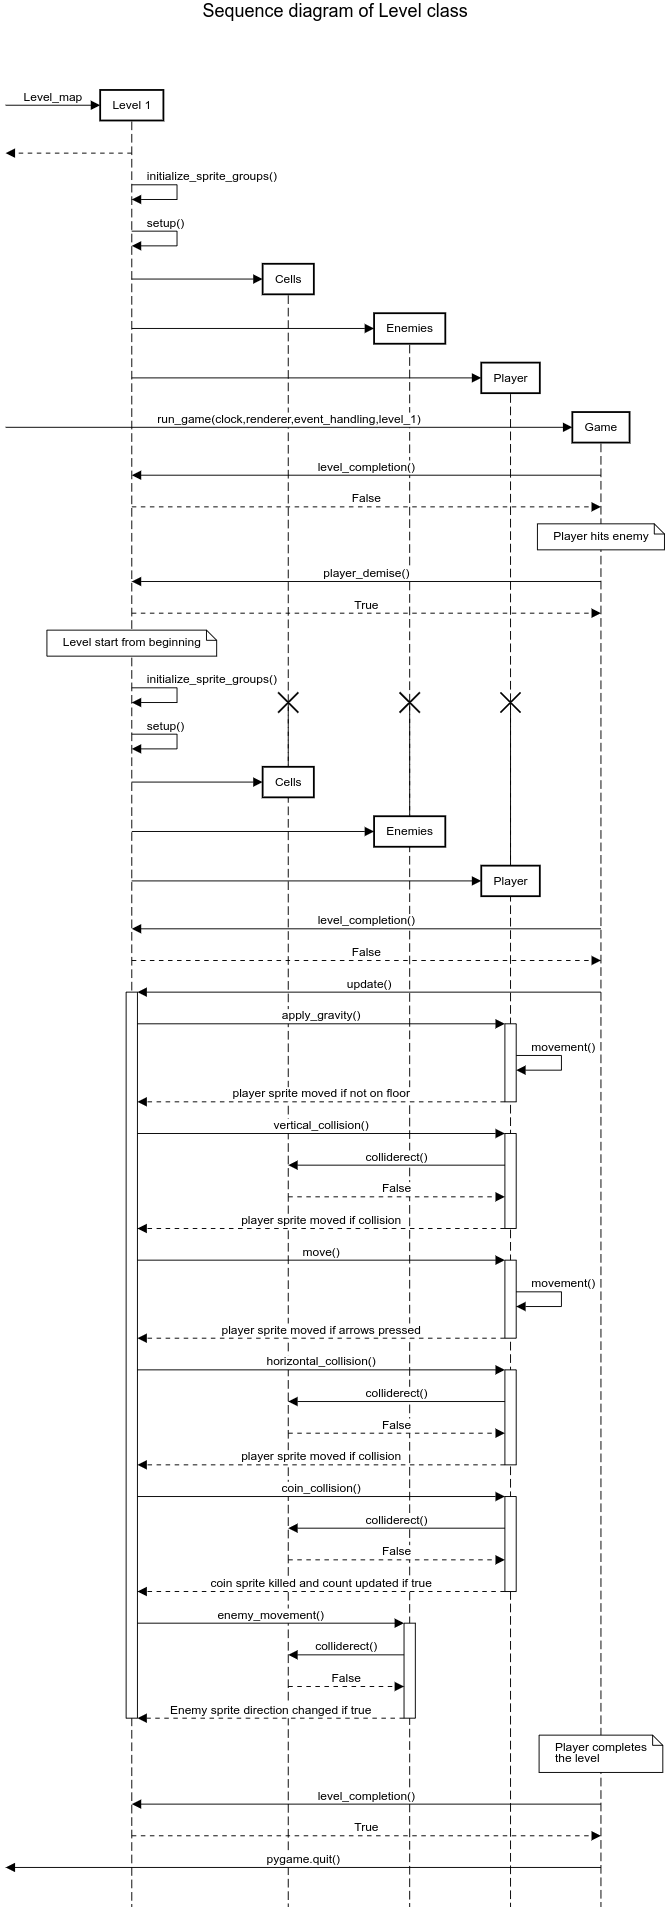 Sequence diagram of Level class
Level_map
Level 1
initialize_sprite_groups()
setup()
Cells
Enemies
Player
run_game(clock,renderer,event_handling,level_1)
Game
level_completion()
False
Player hits enemy
player_demise()
True
Level start from beginning
initialize_sprite_groups()
setup()
Cells
Enemies
Player
level_completion()
False
update()
apply_gravity()
movement()
player sprite moved if not on floor
vertical_collision()
colliderect()
False
player sprite moved if collision
move()
movement()
player sprite moved if arrows pressed
horizontal_collision()
colliderect()
False
player sprite moved if collision
coin_collision()
colliderect()
False
coin sprite killed and count updated if true
enemy_movement()
colliderect()
False
Enemy sprite direction changed if true
Player completes
the level
level_completion()
True
pygame.quit()